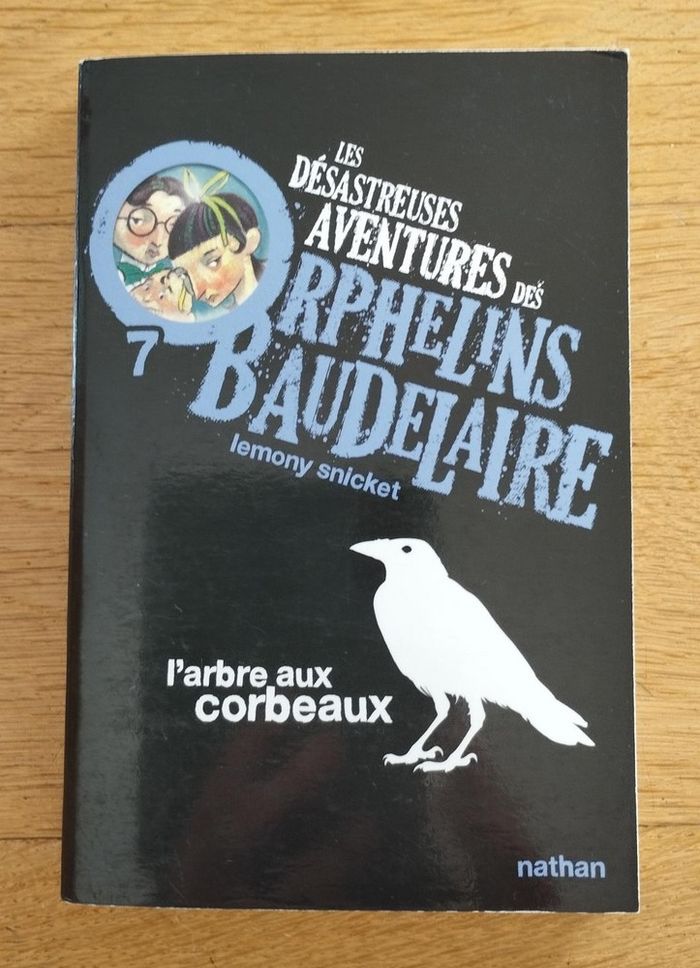 LES
DÉSASTREUSES
AVENTURES DES
ORPHELINS
BAUDELAIRE
7
lemony snicket
l'arbre aux
corbeaux
nathan